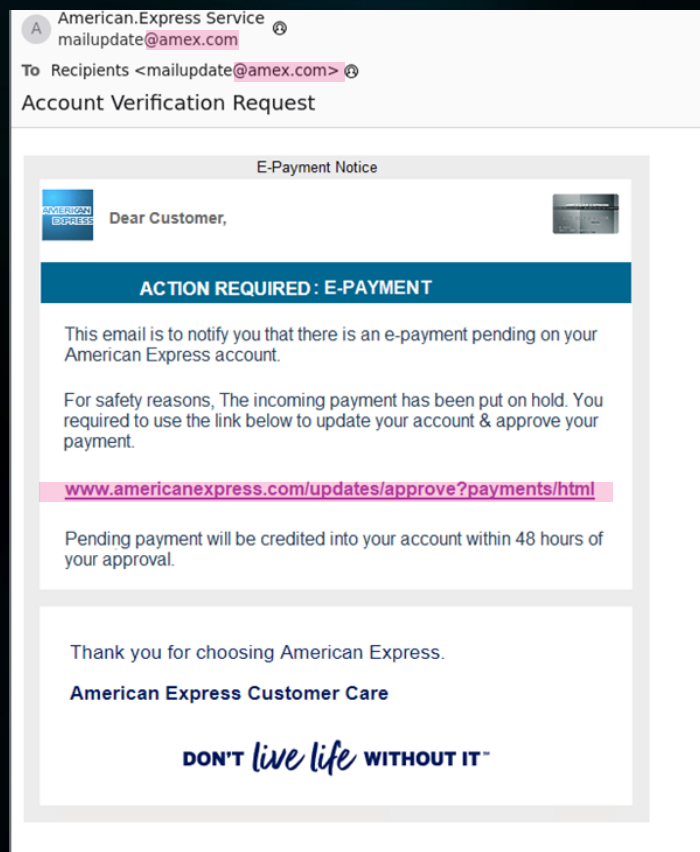 A
American.Express Service
mailupdate@amex.com
To Recipients <mailupdate@amex.com>
Account Verification Request
E-Payment Notice
AMERICAN
EXPRESS
Dear Customer,
ACTION REQUIRED: E-PAYMENT
This email is to notify you that there is an e-payment pending on your
American Express account.
For safety reasons, The incoming payment has been put on hold. You
required to use the link below to update your account & approve your
payment.
www.americanexpress.com/updates/approve?payments/html
Pending payment will be credited into your account within 48 hours of
your approval.
Thank you for choosing American Express.
American Express Customer Care
DON'T live life WITHOUT IT™